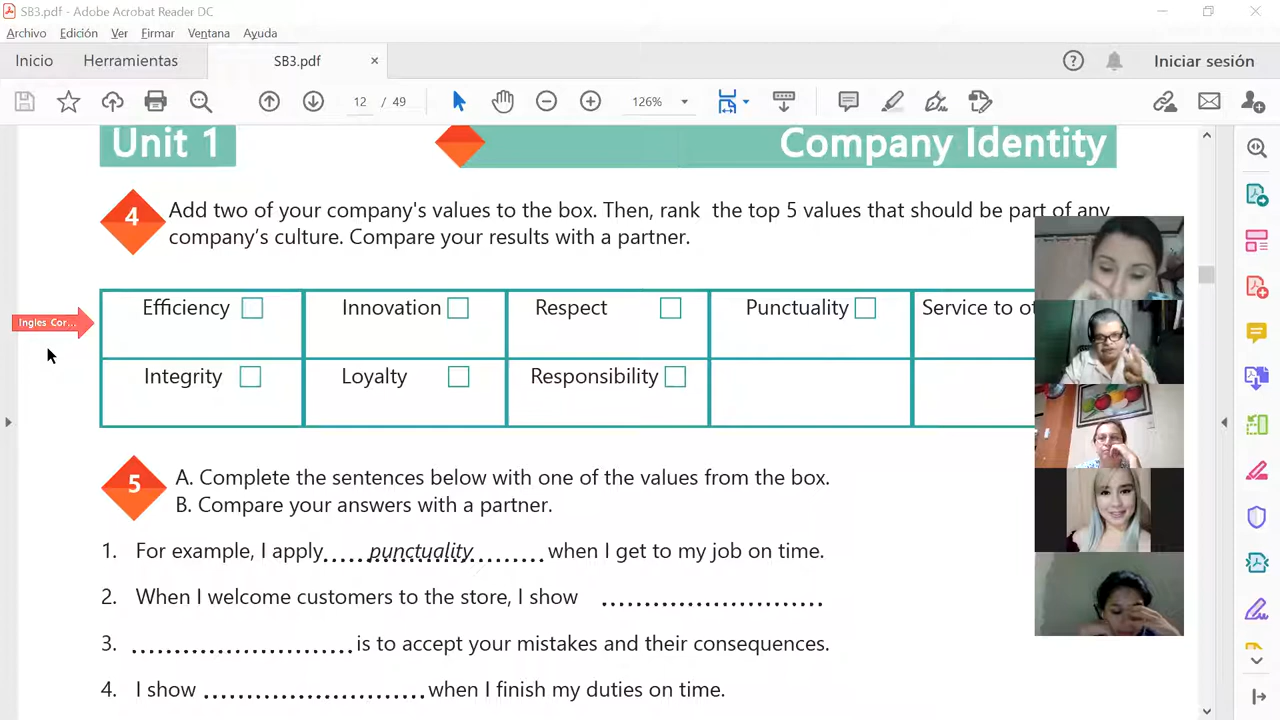 SB3.pdf - Adobe Acrobat Reader DC
Archivo Edición Ver Firmar Ventana Ayuda
Inicio Herramientas SB3.pdf × Iniciar sesión
12 / 49 126%
Unit 1 Company Identity
4 Add two of your company's values to the box. Then, rank the top 5 values that should be part of any
company's culture. Compare your results with a partner.
Efficiency Innovation Respect Punctuality Service to
Ingles Cor...
Integrity Loyalty Responsibility
5 A. Complete the sentences below with one of the values from the box.
B. Compare your answers with a partner.
1. For example, I apply.....punctuality........when I get to my job on time.
2. When I welcome customers to the store, I show ..........................
3. .......................... is to accept your mistakes and their consequences.
4. I show ..........................when I finish my duties on time.